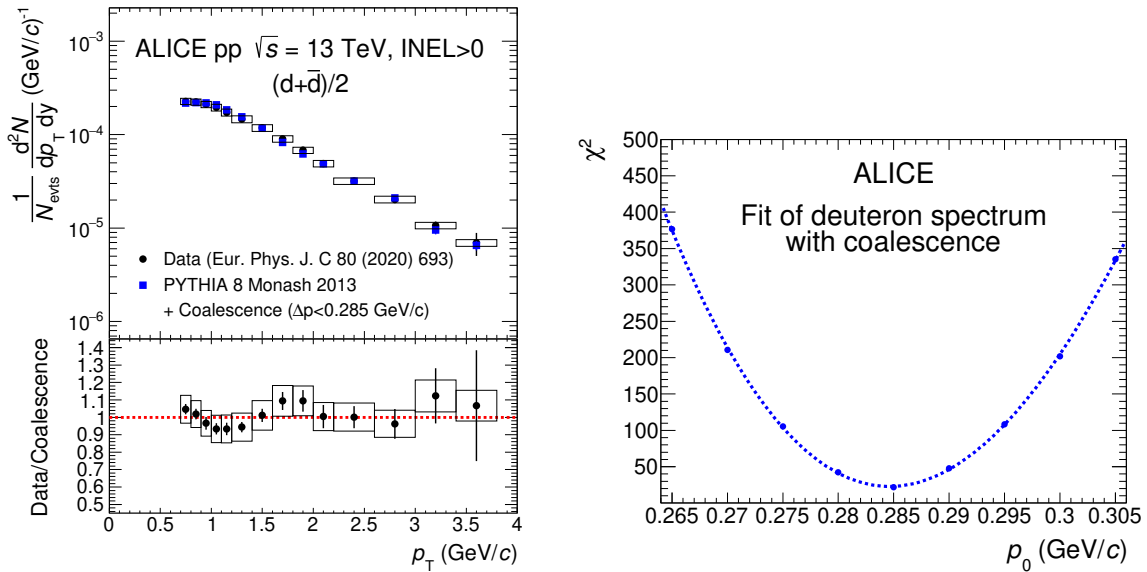 ALICE pp √s = 13 TeV, INEL>0
(d+d̅)/2
1/N_evts d²N/dp_T dy (GeV/c)⁻¹
10⁻³
10⁻⁴
10⁻⁵
10⁻⁶
Data (Eur. Phys. J. C 80 (2020) 693)
PYTHIA 8 Monash 2013
+ Coalescence (Δp<0.285 GeV/c)
Data/Coalescence
1.4
1.3
1.2
1.1
1
0.9
0.8
0.7
0.6
0.5
0 0.5 1 1.5 2 2.5 3 3.5 4
p_T (GeV/c)
χ²
500
450
400
350
300
250
200
150
100
50
ALICE
Fit of deuteron spectrum
with coalescence
0.265 0.27 0.275 0.28 0.285 0.29 0.295 0.3 0.305
p₀ (GeV/c)